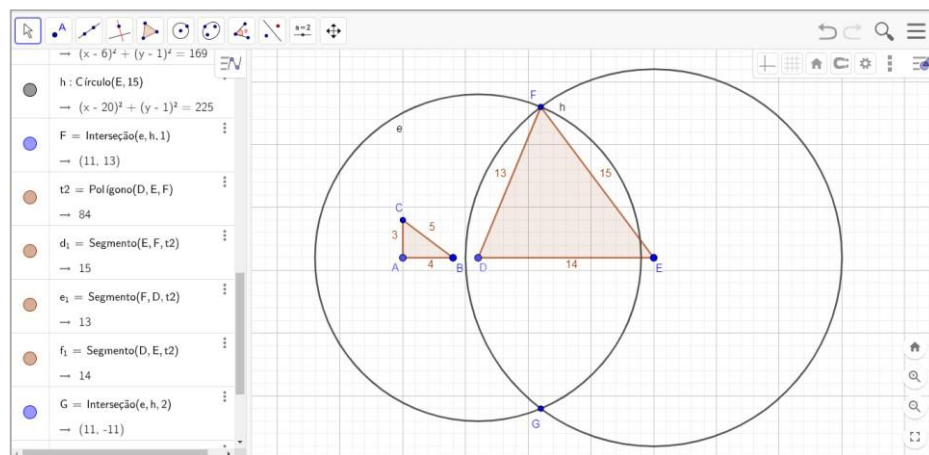 A
a=2
→ (x - 6)² + (y - 1)² = 169
h : Círculo(E, 15)
→ (x - 20)² + (y - 1)² = 225
F = Interseção(e, h, 1)
→ (11, 13)
t2 = Polígono(D, E, F)
→ 84
d₁ = Segmento(E, F, t2)
→ 15
e₁ = Segmento(F, D, t2)
→ 13
f₁ = Segmento(D, E, t2)
→ 14
G = Interseção(e, h, 2)
→ (11, -11)
F
h
e
13
15
C
3
5
A
4
B
D
14
E
G